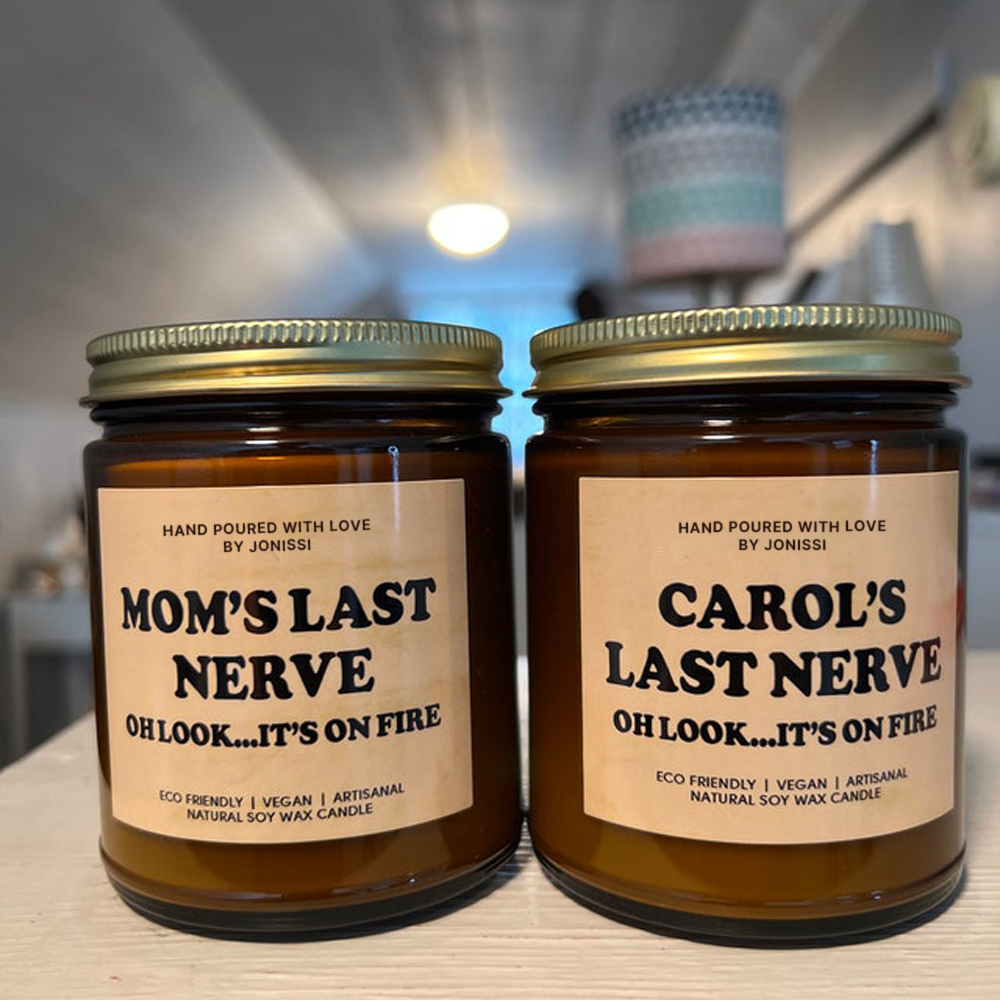 HAND POURED WITH LOVE
BY JONISSI
MOM'S LAST
NERVE
OH LOOK...IT'S ON FIRE
ECO FRIENDLY | VEGAN | ARTISANAL
NATURAL SOY WAX CANDLE
HAND POURED WITH LOVE
BY JONISSI
CAROL'S
LAST NERVE
OH LOOK...IT'S ON FIRE
ECO FRIENDLY | VEGAN | ARTISANAL
NATURAL SOY WAX CANDLE